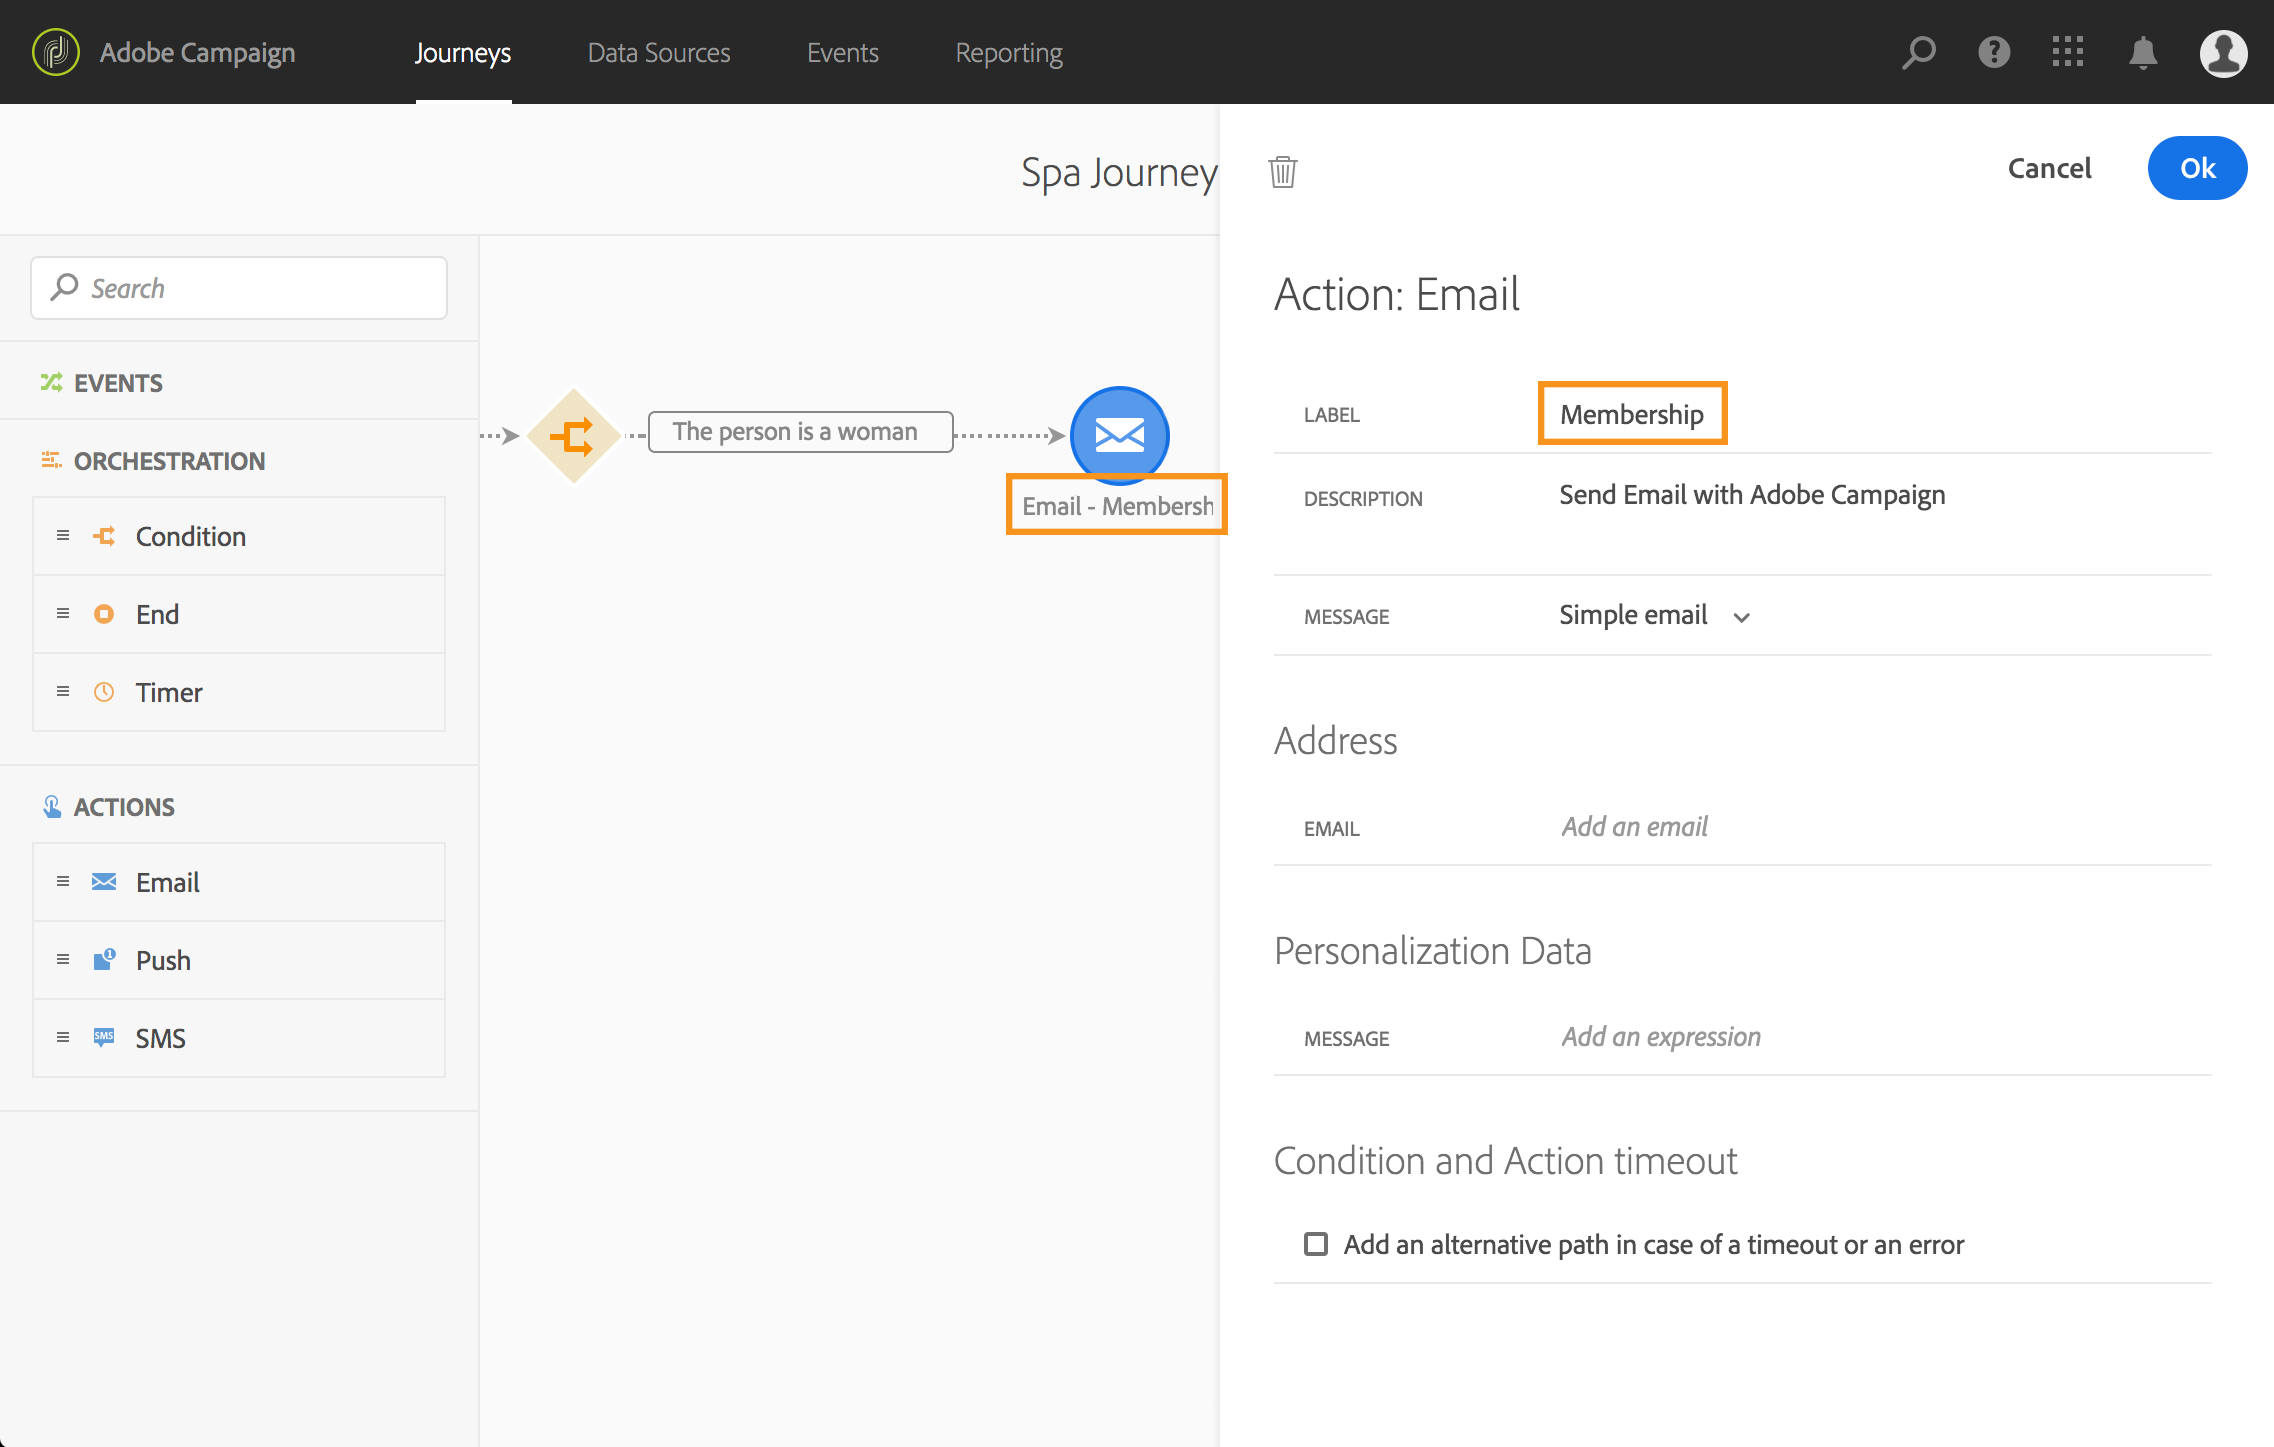 Adobe Campaign Journeys Data Sources Events Reporting
Spa Journey
Cancel Ok
Search
EVENTS
ORCHESTRATION
Condition
End
Timer
ACTIONS
Email
Push
SMS
The person is a woman
Email - Membersh
Action: Email
LABEL Membership
DESCRIPTION Send Email with Adobe Campaign
MESSAGE Simple email
Address
EMAIL Add an email
Personalization Data
MESSAGE Add an expression
Condition and Action timeout
Add an alternative path in case of a timeout or an error